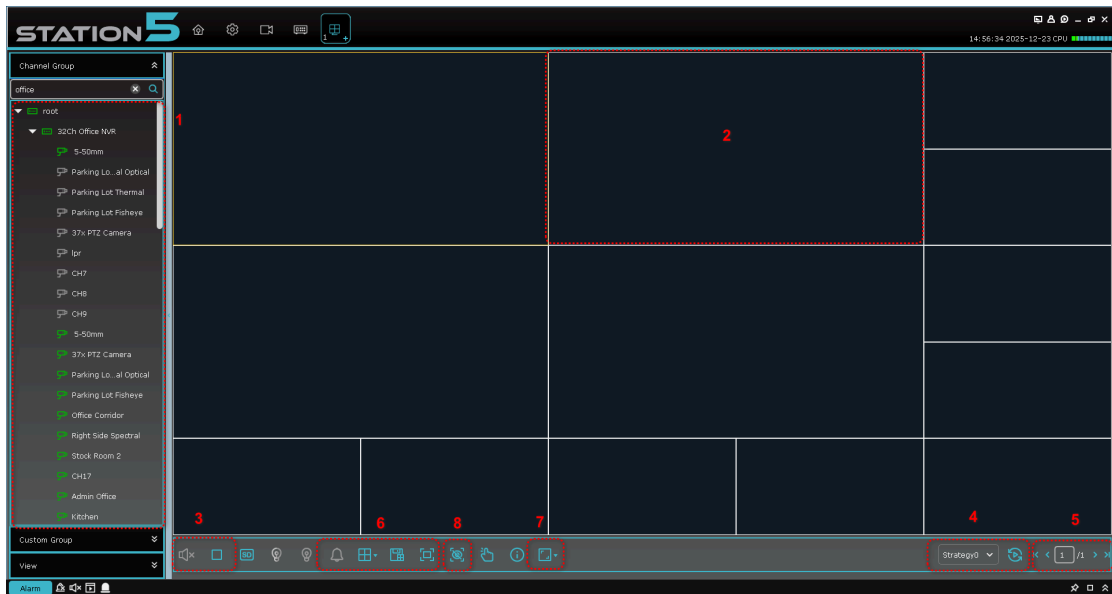 STATION5
1 +
14:56:34 2025-12-23 CPU
Channel Group
office
root
32Ch Office NVR
5-50mm
Parking Lo...al Optical
Parking Lot Thermal
Parking Lot Fisheye
37x PTZ Camera
lpr
CH7
CH8
CH9
5-50mm
37x PTZ Camera
Parking Lo...al Optical
Parking Lot Fisheye
Office Corridor
Right Side Spectral
Stock Room 2
CH17
Admin Office
Kitchen
Custom Group
View
1
2
3
6
8
7
4
5
SD
Strategy0
1 /1
Alarm